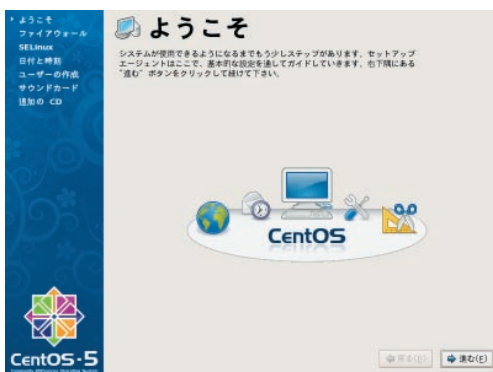 ようこそ
ファイアウォール
SELinux
日付と時刻
ユーザーの作成
サウンドカード
追加の CD
ようこそ
システムが使用できるようになるまでもう少しステップがあります．セットアップ
エージェントはここで、基本的な設定を通してガイドしていきます．右下隅にある
"進む" ボタンをクリックして続けて下さい．
CentOS
CentOS-5
戻る(B)
進む(F)